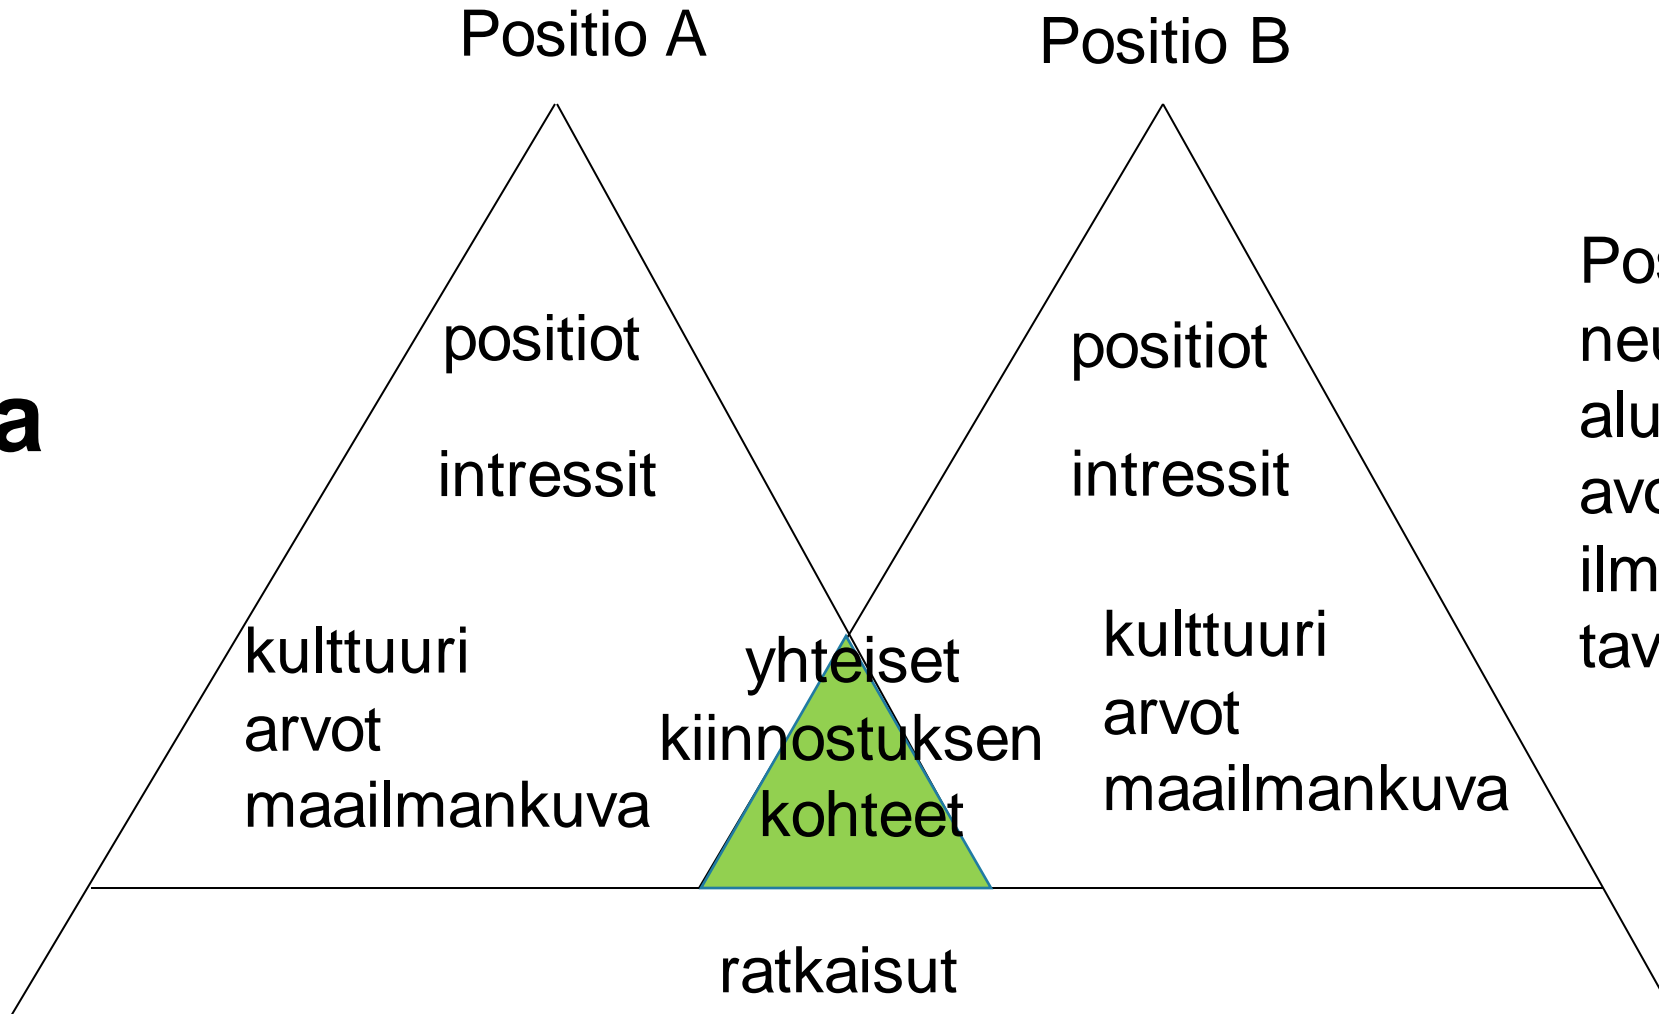 Positio A
Positio B
positiot
intressit
kulttuuri
arvot
maailmankuva
yhteiset
kiinnostuksen
kohteet
positiot
intressit
kulttuuri
arvot
maailmankuva
ratkaisut